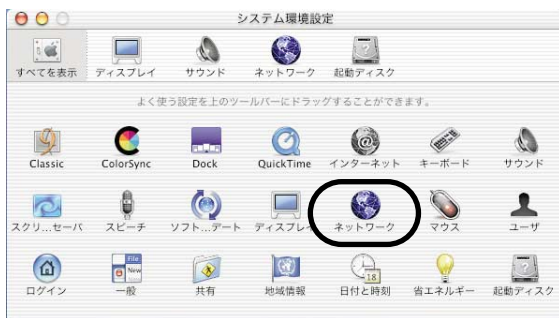 システム環境設定
すべてを表示 ディスプレイ サウンド ネットワーク 起動ディスク
よく使う設定を上のツールバーにドラッグすることができます。
Classic ColorSync Dock QuickTime インターネット キーボード サウンド
スクリ...セーバ スピーチ ソフト...デート ディスプレイ ネットワーク マウス ユーザ
File
New
18
ログイン 一般 共有 地域情報 日付と時刻 省エネルギー 起動ディスク